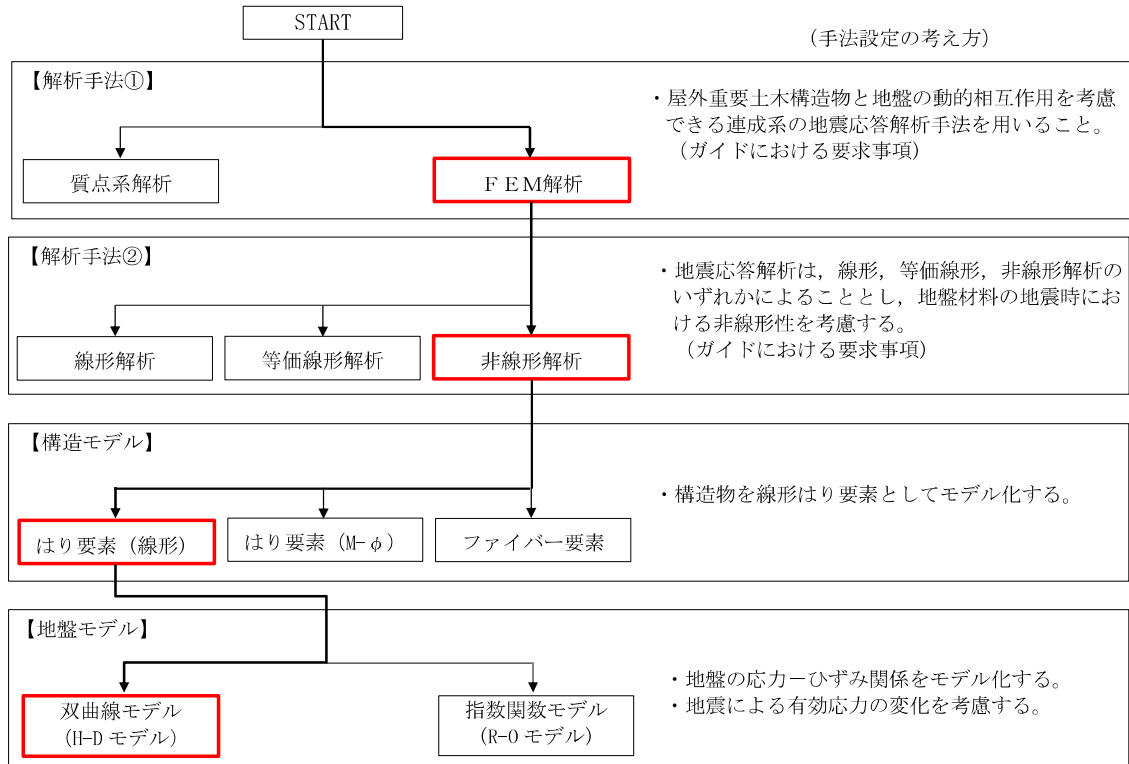 START
(手法設定の考え方)
【解析手法①】
・屋外重要土木構造物と地盤の動的相互作用を考慮
できる連成系の地震応答解析手法を用いること。
(ガイドにおける要求事項)
質点系解析
FEM解析
【解析手法②】
・地震応答解析は，線形，等価線形，非線形解析の
いずれかによることとし，地盤材料の地震時にお
ける非線形性を考慮する。
(ガイドにおける要求事項)
線形解析
等価線形解析
非線形解析
【構造モデル】
・構造物を線形はり要素としてモデル化する。
はり要素(線形)
はり要素(M-φ)
ファイバー要素
【地盤モデル】
・地盤の応力－ひずみ関係をモデル化する。
・地震による有効応力の変化を考慮する。
双曲線モデル
(H-D モデル)
指数関数モデル
(R-O モデル)